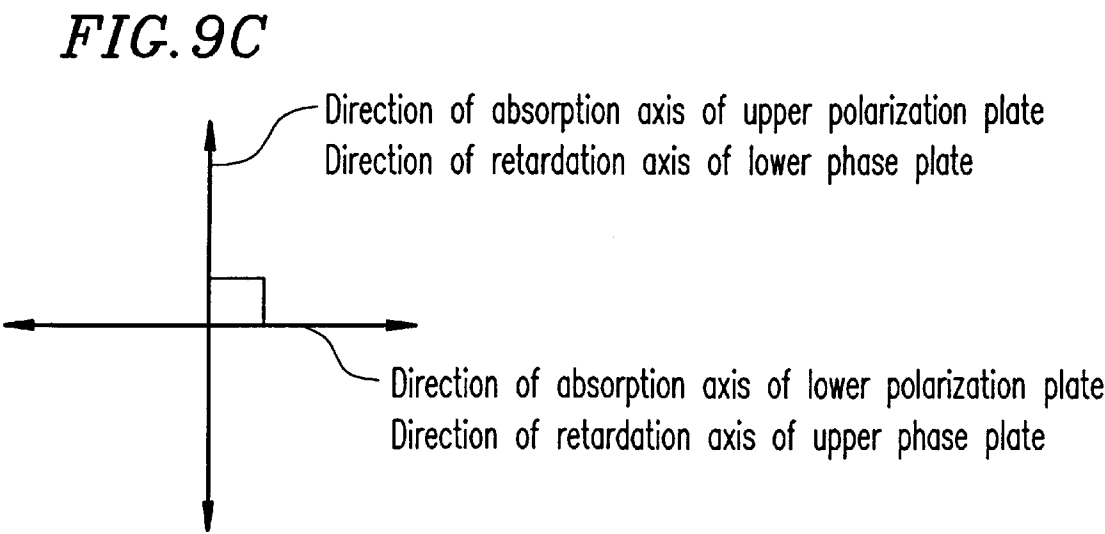 FIG. 9C
Direction of absorption axis of upper polarization plate
Direction of retardation axis of lower phase plate
Direction of absorption axis of lower polarization plate
Direction of retardation axis of upper phase plate